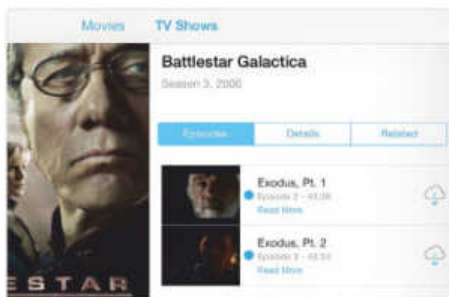 Movies TV Shows
Battlestar Galactica
Season 3, 2006
Episodes Details Related
Exodus, Pt. 1
Read More
Exodus, Pt. 2
Read More
ESTAR